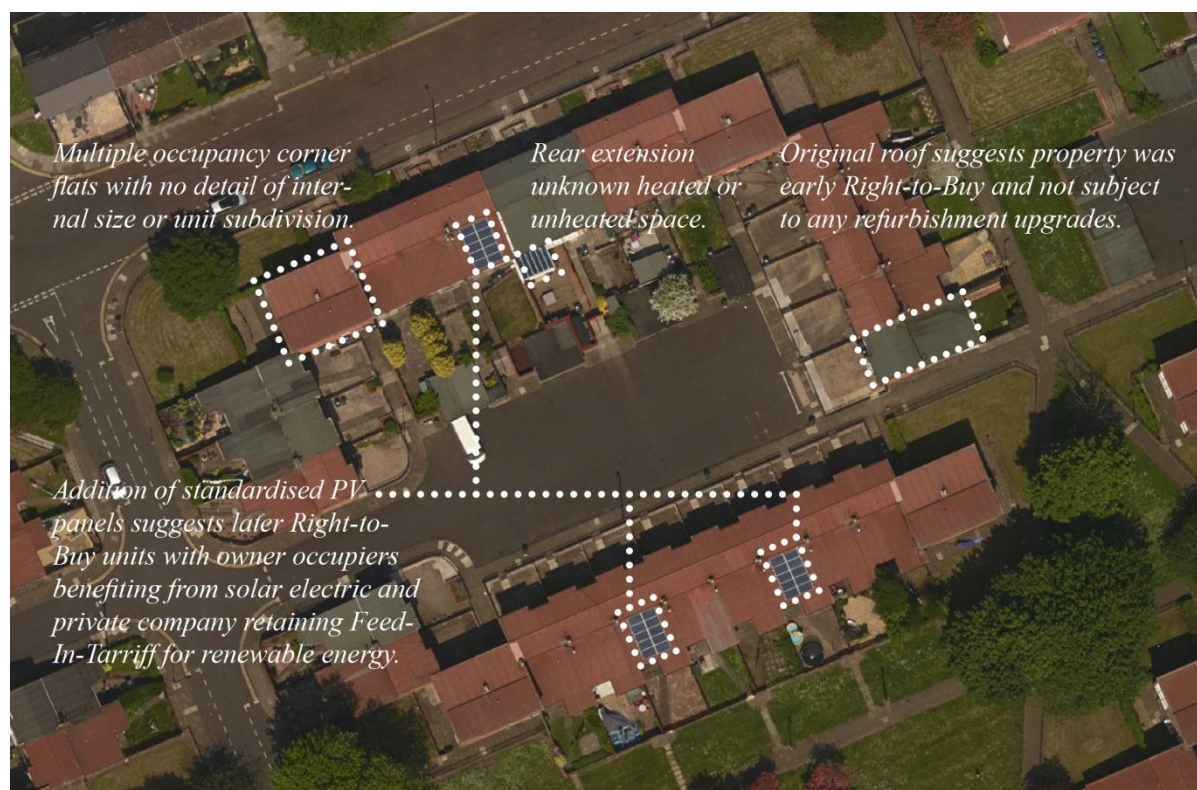 Multiple occupancy corner
flats with no detail of inter-
nal size or unit subdivision.
Rear extension
unknown heated or
unheated space.
Original roof suggests property was
early Right-to-Buy and not subject
to any refurbishment upgrades.
Addition of standardised PV
panels suggests later Right-to-
Buy units with owner occupiers
benefiting from solar electric and
private company retaining Feed-
In-Tarriff for renewable energy.